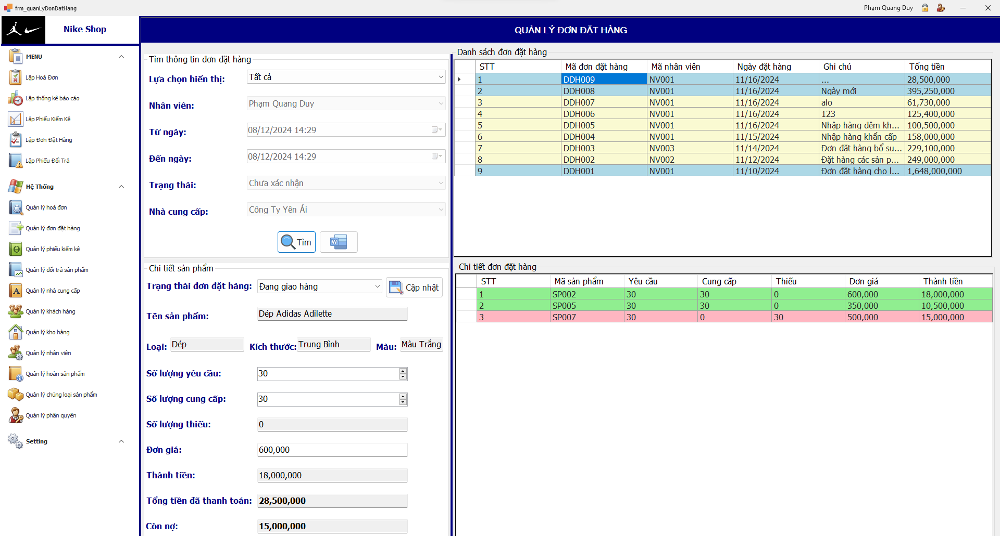 frm_quanLyDonDatHang
Phạm Quang Duy
Nike Shop
QUẢN LÝ ĐƠN ĐẶT HÀNG
MENU
Lập Hoá Đơn
Lập thống kê báo cáo
Lập Phiếu Kiểm Kê
Lập Đơn Đặt Hàng
Lập Phiếu Đổi Trả
Hệ Thống
Quản lý hoá đơn
Quản lý đơn đặt hàng
Quản lý phiếu kiểm kê
Quản lý đổi trả sản phẩm
Quản lý nhà cung cấp
Quản lý khách hàng
Quản lý kho hàng
Quản lý nhân viên
Quản lý hoàn sản phẩm
Quản lý chủng loại sản phẩm
Quản lý phân quyền
Setting
Tìm thông tin đơn đặt hàng
Lựa chọn hiển thị: Tất cả
Nhân viên: Phạm Quang Duy
Từ ngày: 08/12/2024 14:29
Đến ngày: 08/12/2024 14:29
Trạng thái: Chưa xác nhận
Nhà cung cấp: Công Ty Yên Ái
Tìm
Chi tiết sản phẩm
Trạng thái đơn đặt hàng: Đang giao hàng Cập nhật
Tên sản phẩm: Dép Adidas Adilette
Loại: Dép Kích thước: Trung Bình Màu: Màu Trắng
Số lượng yêu cầu: 30
Số lượng cung cấp: 30
Số lượng thiếu: 0
Đơn giá: 600,000
Thành tiền: 18,000,000
Tổng tiền đã thanh toán: 28,500,000
Còn nợ: 15,000,000
Danh sách đơn đặt hàng
STT Mã đơn đặt hàng Mã nhân viên Ngày đặt hàng Ghi chú Tổng tiền
1 DDH009 NV001 11/16/2024 ... 28,500,000
2 DDH008 NV001 11/16/2024 Ngày mới 395,250,000
3 DDH007 NV001 11/16/2024 alo 61,730,000
4 DDH006 NV001 11/16/2024 123 125,400,000
5 DDH005 NV001 11/16/2024 Nhập hàng đêm kh... 100,500,000
6 DDH004 NV001 11/15/2024 Nhập hàng khẩn cấp 158,000,000
7 DDH003 NV003 11/14/2024 Đơn đặt hàng bổ su... 229,100,000
8 DDH002 NV002 11/12/2024 Đặt hàng các sản p... 249,000,000
9 DDH001 NV001 11/10/2024 Đơn đặt hàng cho l... 1,648,000,000
Chi tiết đơn đặt hàng
STT Mã sản phẩm Yêu cầu Cung cấp Thiếu Đơn giá Thành tiền
1 SP002 30 30 0 600,000 18,000,000
2 SP005 30 30 0 350,000 10,500,000
3 SP007 30 0 30 500,000 15,000,000